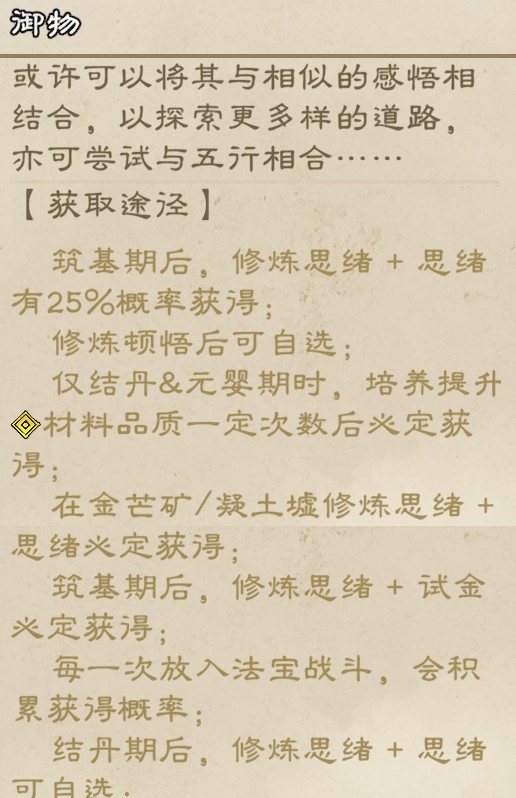 御物
或许可以将其与相似的感悟相
结合，以探索更多样的道路，
亦可尝试与五行相合……
【获取途径】
筑基期后，修炼思绪 + 思绪
有25%概率获得；
修炼顿悟后可自选；
仅结丹&元婴期时，培养提升
材料品质一定次数后必定获
得；
在金芒矿/凝土墟修炼思绪 +
思绪必定获得；
筑基期后，修炼思绪 + 试金
必定获得；
每一次放入法宝战斗，会积
累获得概率；
结丹期后，修炼思绪 + 思绪
可自选；